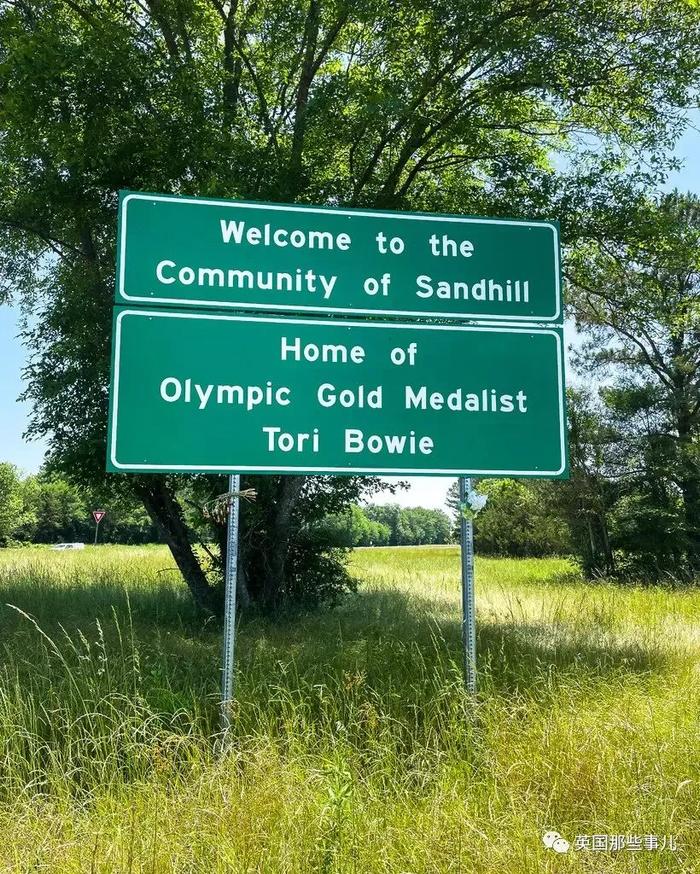 Welcome to the
Community of Sandhill
Home of
Olympic Gold Medalist
Tori Bowie
英国那些事儿